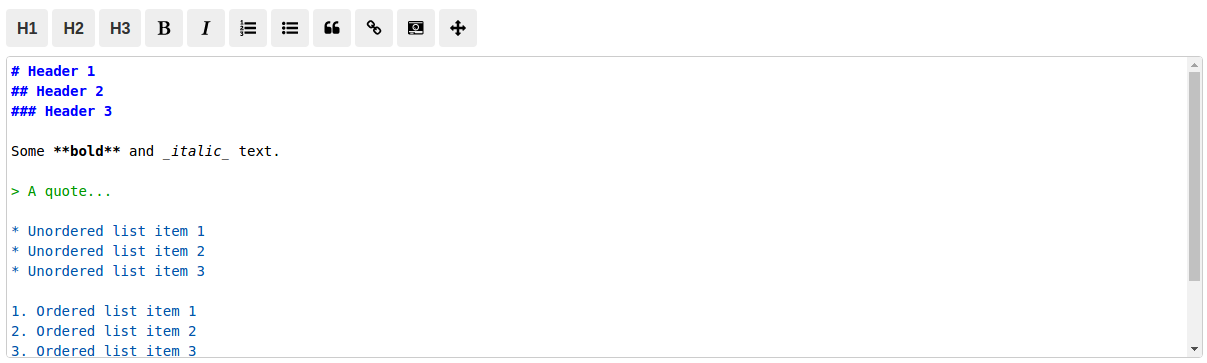 H1 H2 H3 B I
# Header 1
## Header 2
### Header 3
Some **bold** and _italic_ text.
> A quote...
* Unordered list item 1
* Unordered list item 2
* Unordered list item 3
1. Ordered list item 1
2. Ordered list item 2
3. Ordered list item 3